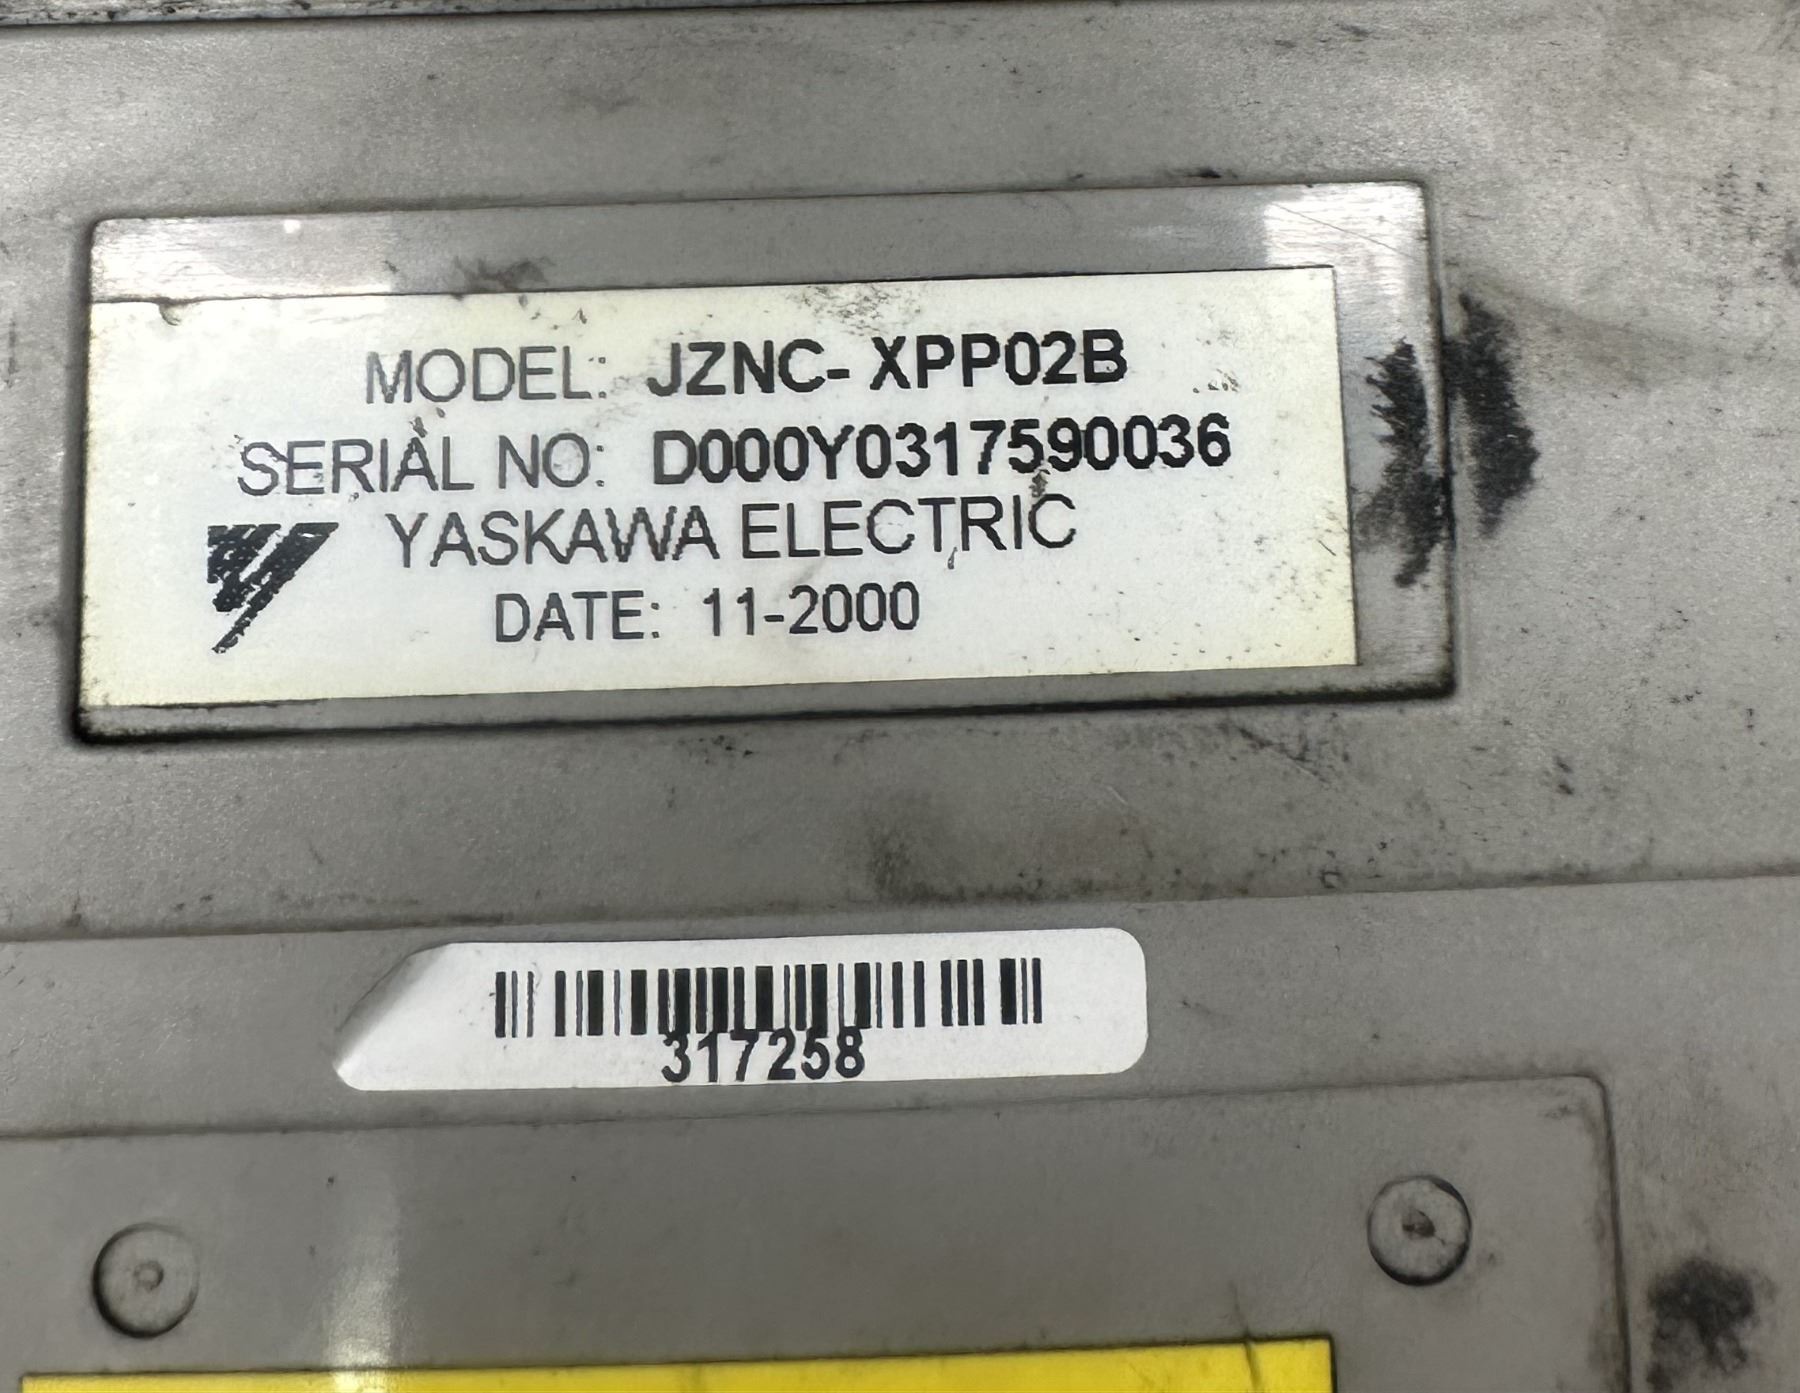 MODEL: JZNC- XPP02B
SERIAL NO: D000Y0317590036
YASKAWA ELECTRIC
DATE: 11-2000
317258